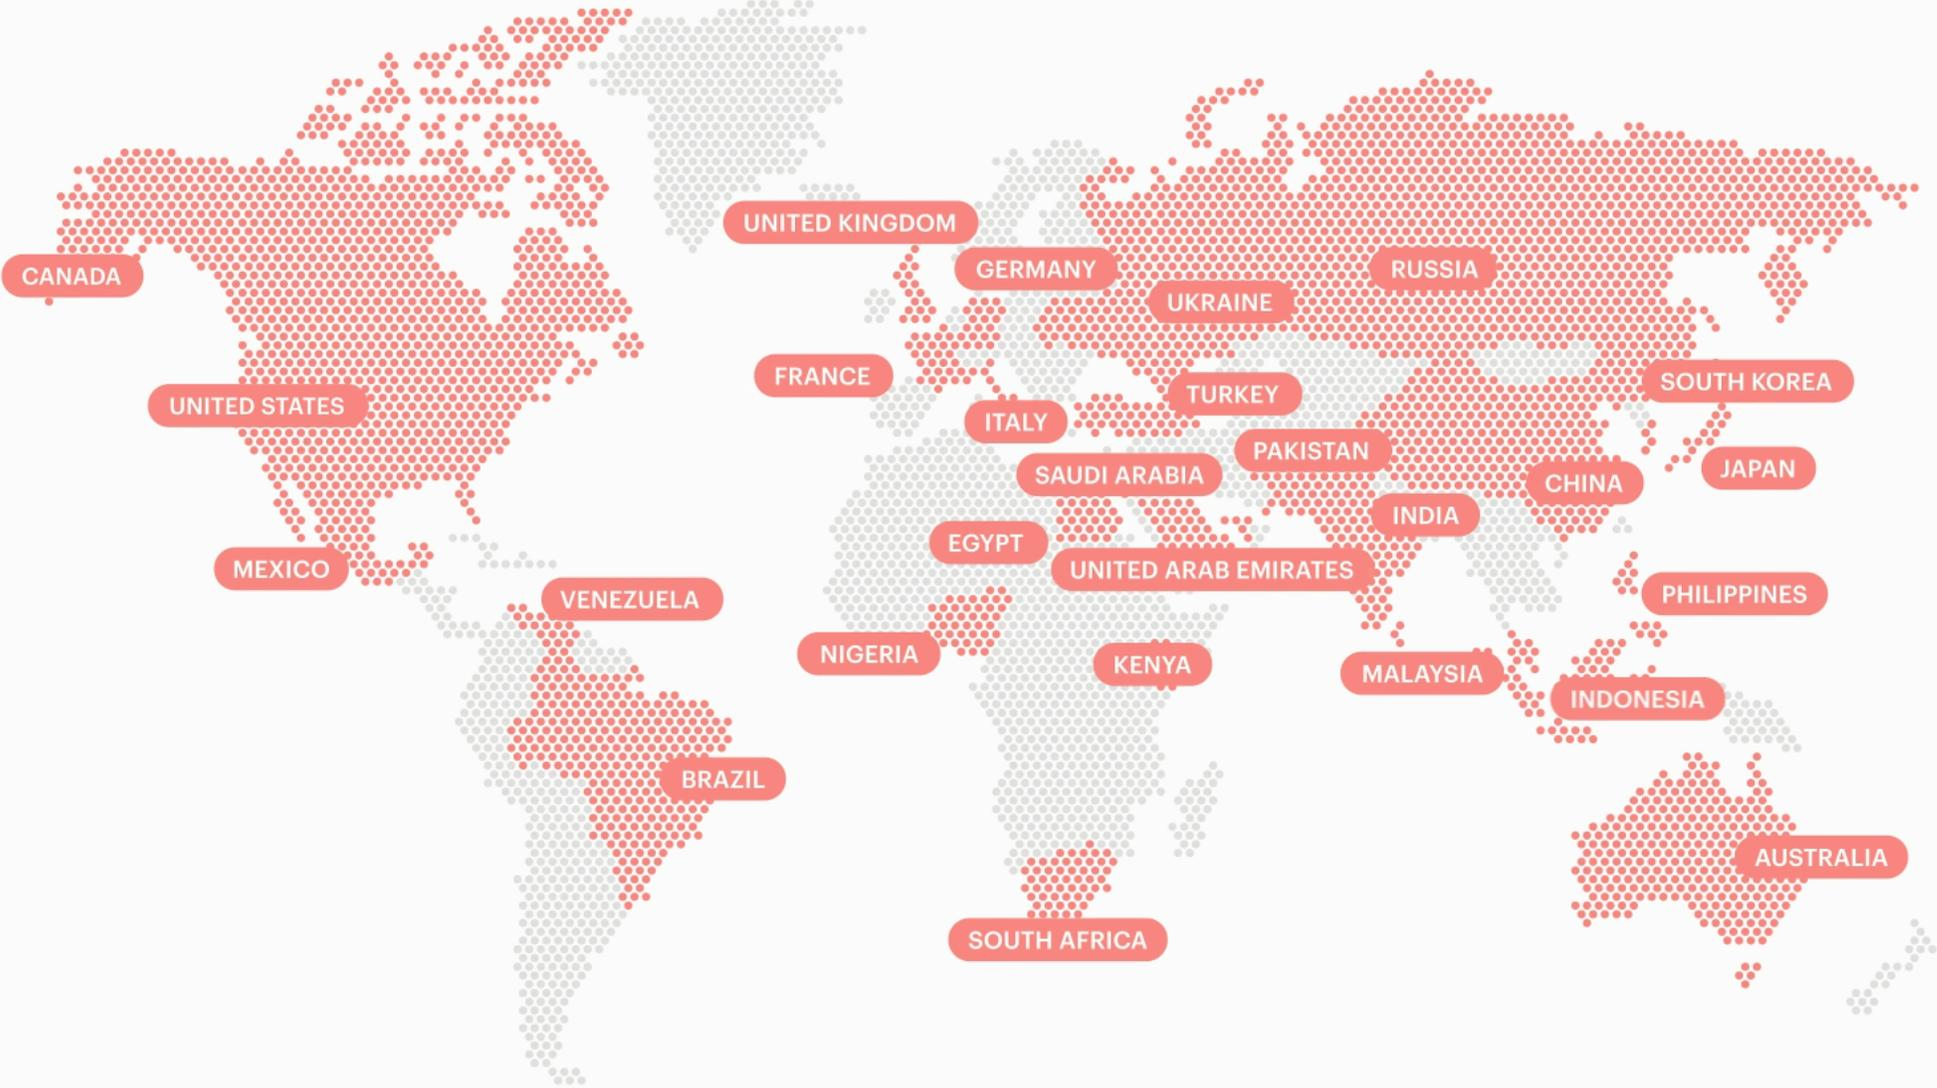 UNITED KINGDOM
GERMANY
RUSSIA
CANADA
UKRAINE
FRANCE
SOUTH KOREA
TURKEY
UNITED STATES
ITALY
PAKISTAN
JAPAN
SAUDI ARABIA
CHINA
INDIA
EGYPT
MEXICO
UNITED ARAB EMIRATES
PHILIPPINES
VENEZUELA
NIGERIA
KENYA
MALAYSIA
INDONESIA
BRAZIL
AUSTRALIA
SOUTH AFRICA